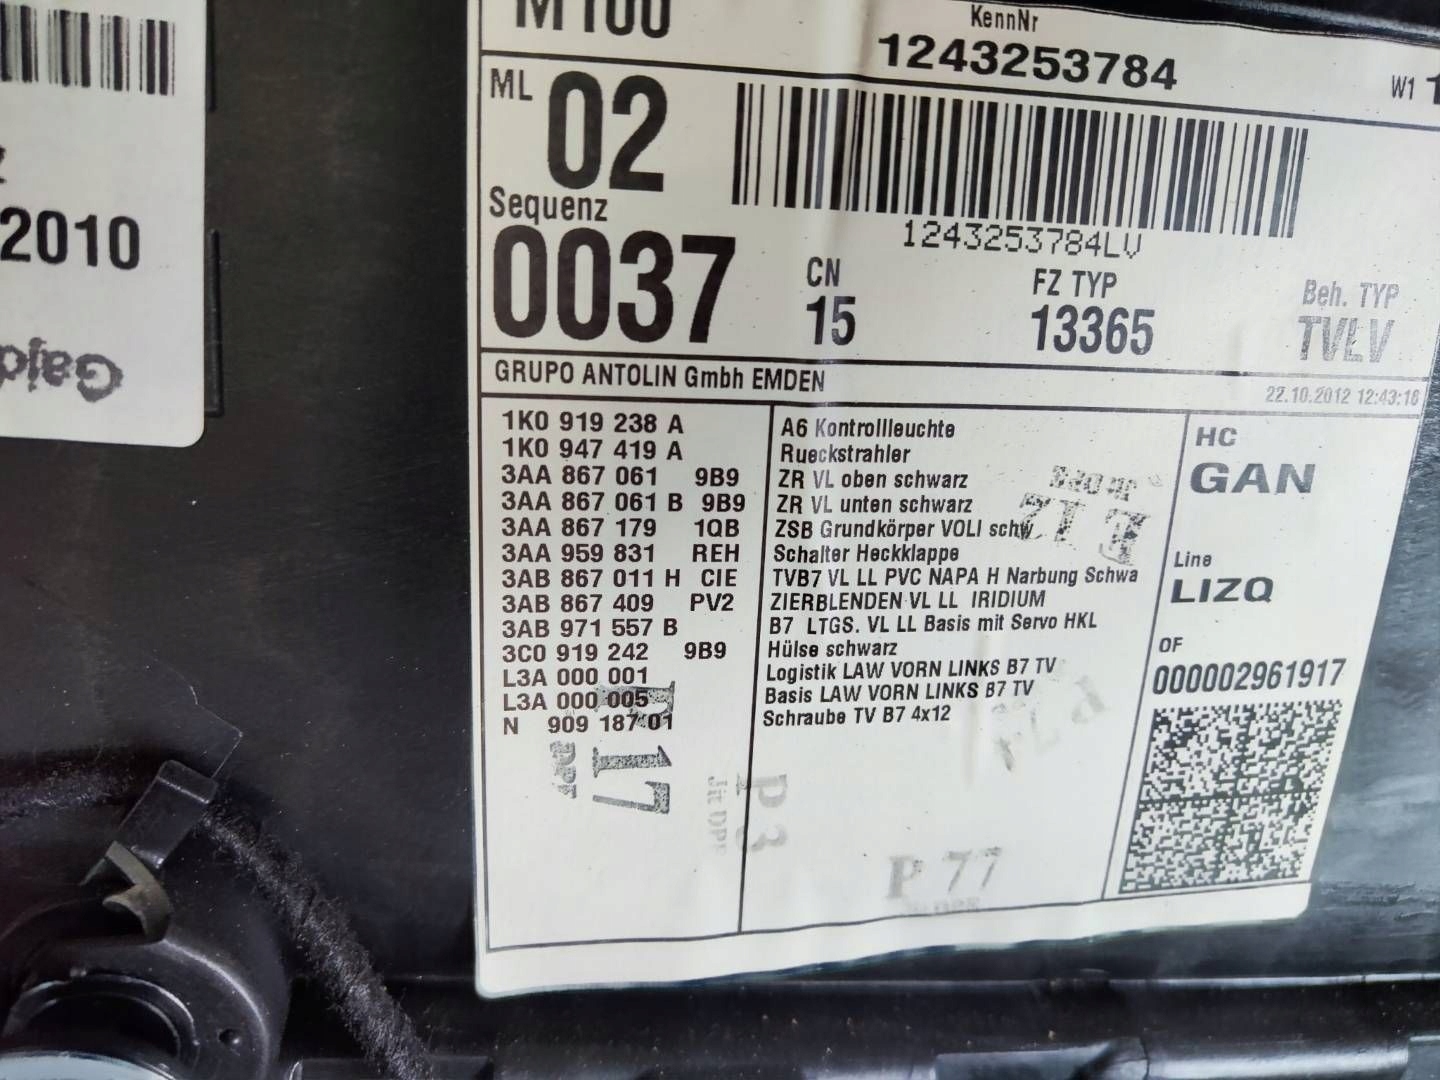 M100
KennNr
1243253784
W1 1
ML 02
1243253784LV
Sequenz
0037
CN
15
FZ TYP
13365
Beh. TYP
TVLV
GRUPO ANTOLIN Gmbh EMDEN
22.10.2012 12:43:16
1K0 919 238 A A6 Kontrollleuchte
1K0 947 419 A Rueckstrahler
3AA 867 061 9B9 ZR VL oben schwarz
3AA 867 061 B 9B9 ZR VL unten schwarz
3AA 867 179 1QB ZSB Grundkörper VOLI schw
3AA 959 831 REH Schalter Heckklappe
3AB 867 011 H CIE TVB7 VL LL PVC NAPA H Narbung Schwa
3AB 867 409 PV2 ZIERBLENDEN VL LL IRIDIUM
3AB 971 557 B B7 LTGS. VL LL Basis mit Servo HKL
3C0 919 242 9B9 Hülse schwarz
L3A 000 001 Logistik LAW VORN LINKS B7 TV
L3A 000 005 Basis LAW VORN LINKS B7 TV
N 909 187 01 Schraube TV B7 4x12
HC
GAN
Line
LIZQ
OF
000002961917
E 12
P 17
P 3
P 77
2010